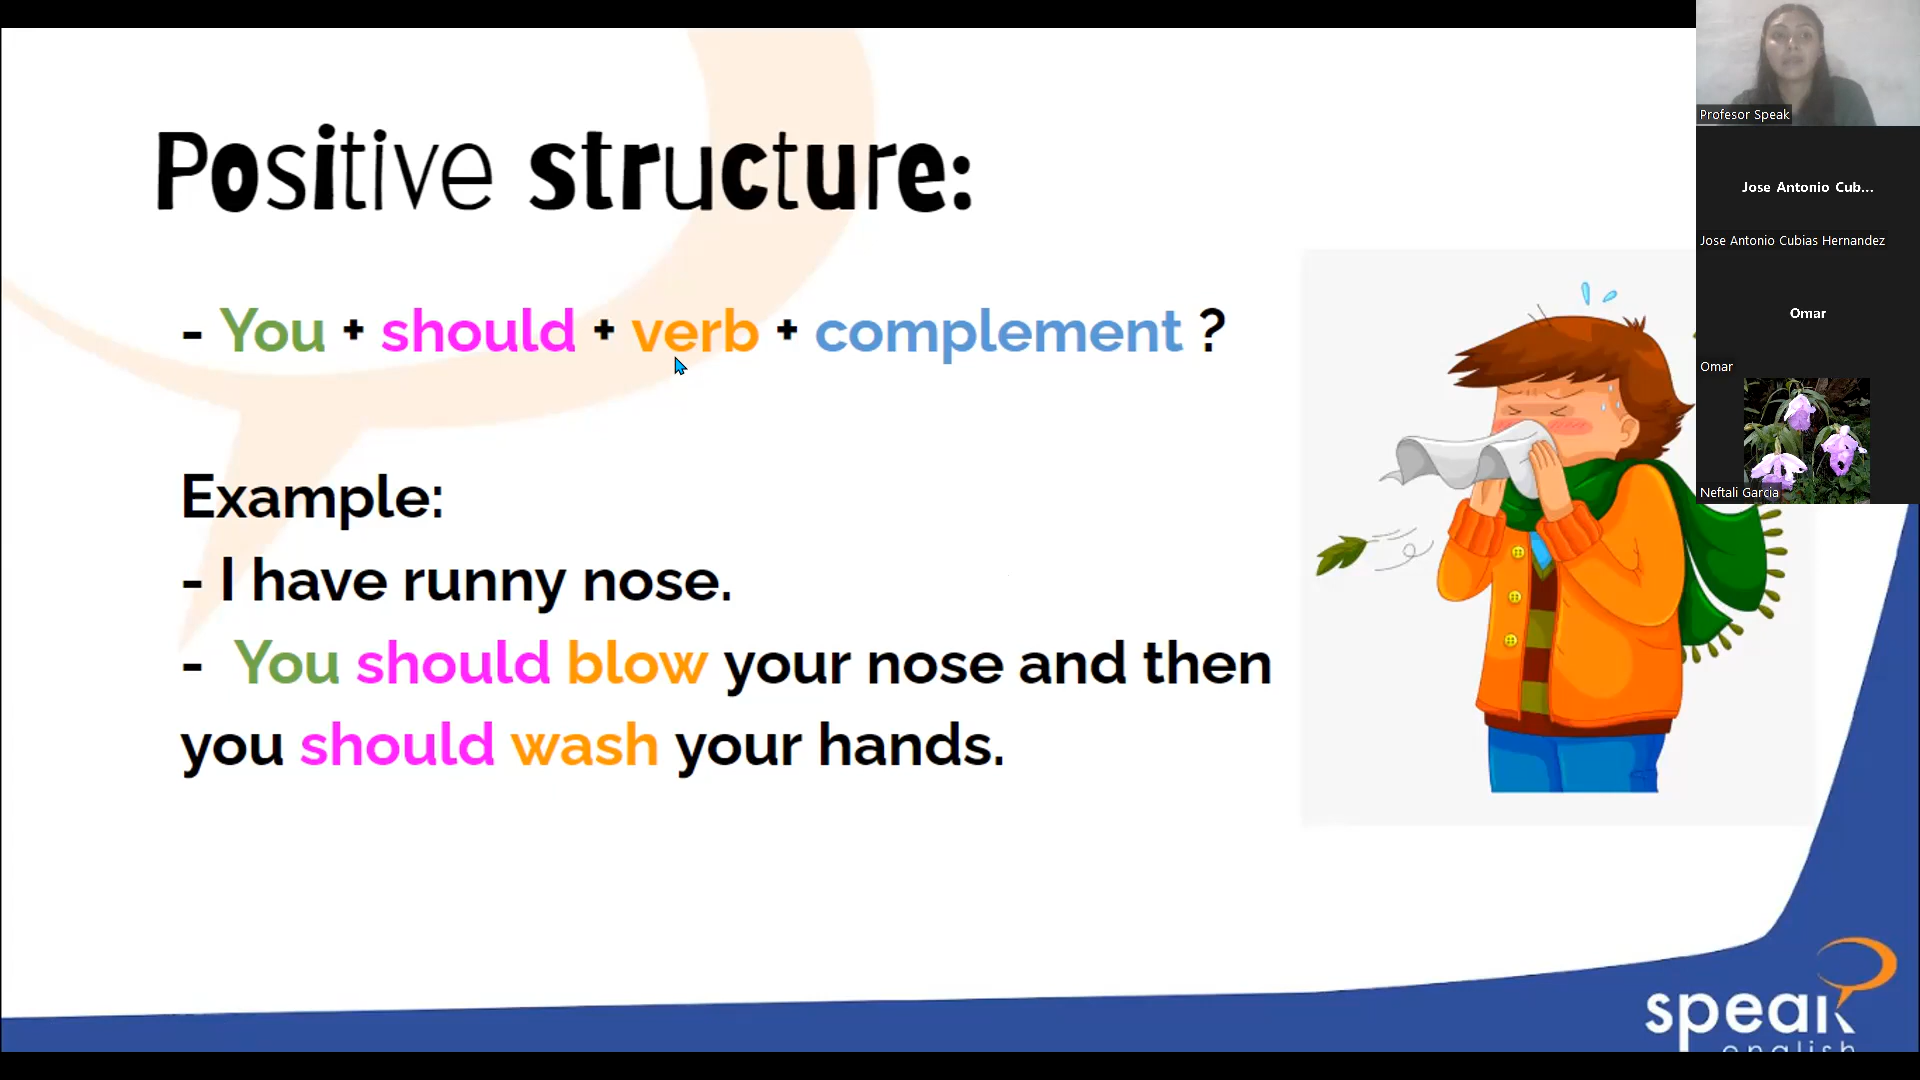 Positive structure:
- You + should + verb + complement ?
Example:
- I have runny nose.
- You should blow your nose and then
you should wash your hands.
Profesor Speak
Jose Antonio Cub...
Jose Antonio Cubias Hernandez
Omar
Omar
Neftali Garcia
speak
english